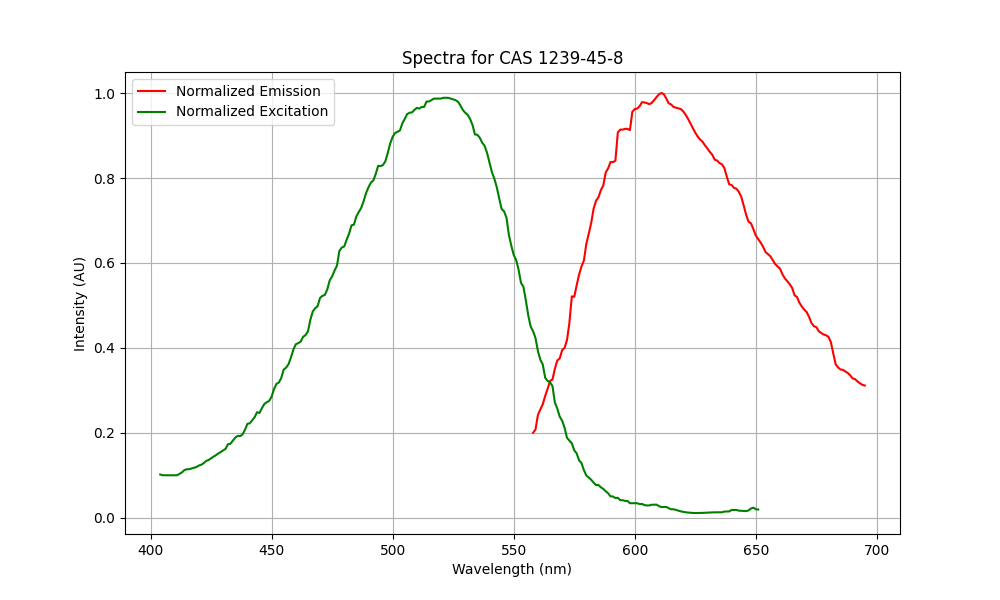 Spectra for CAS 1239-45-8
Normalized Emission
Normalized Excitation
Intensity (AU)
1.0
0.8
0.6
0.4
0.2
0.0
400 450 500 550 600 650 700
Wavelength (nm)